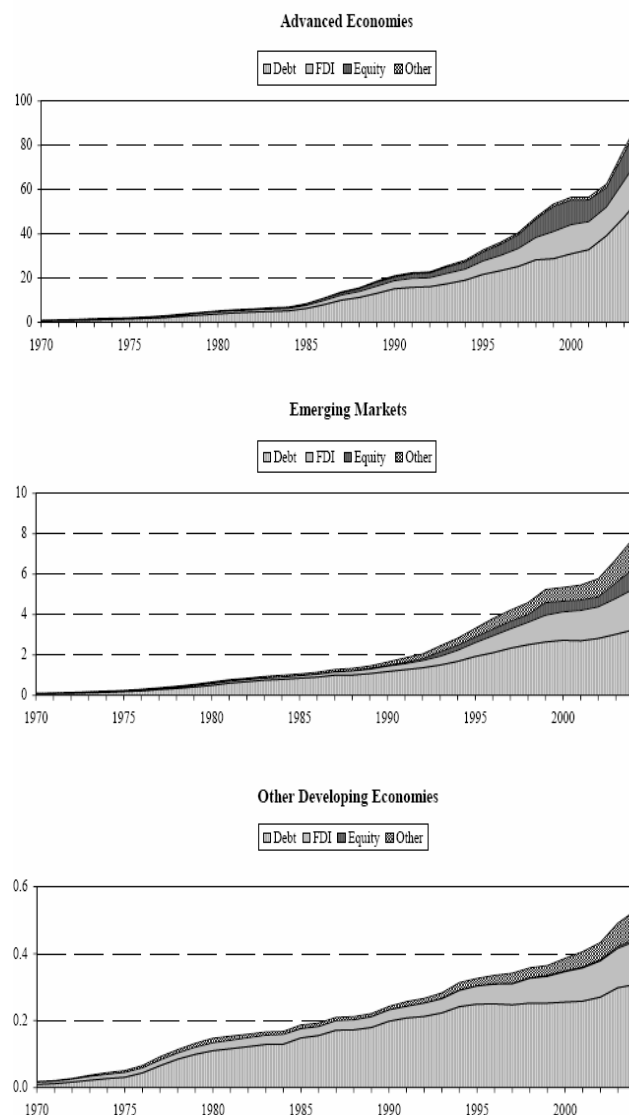 Advanced Economies
Debt FDI Equity Other
100
80
60
40
20
0
1970 1975 1980 1985 1990 1995 2000
Emerging Markets
Debt FDI Equity Other
10
8
6
4
2
0
1970 1975 1980 1985 1990 1995 2000
Other Developing Economies
Debt FDI Equity Other
0.6
0.4
0.2
0.0
1970 1975 1980 1985 1990 1995 2000